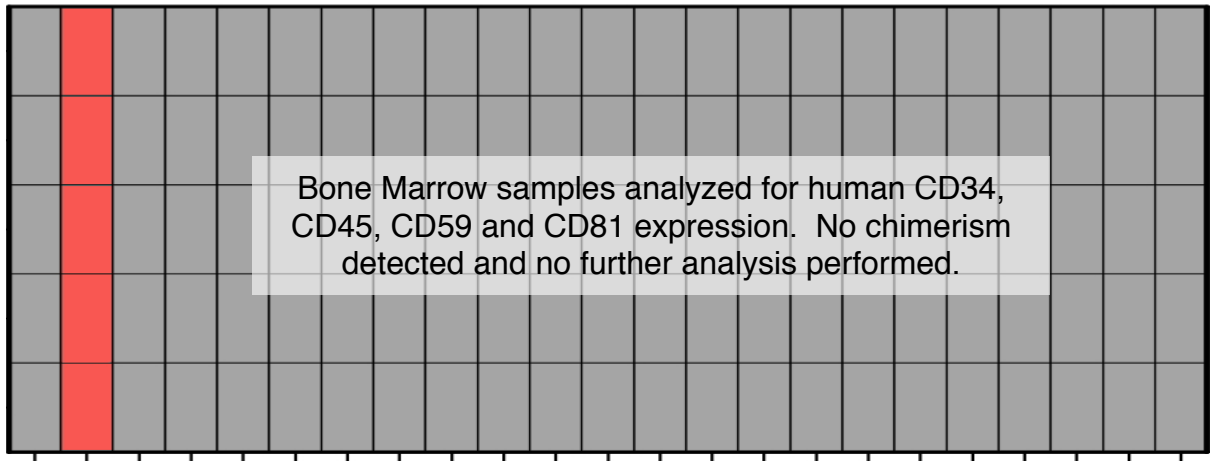 Bone Marrow samples analyzed for human CD34,
CD45, CD59 and CD81 expression.  No chimerism
detected and no further analysis performed.